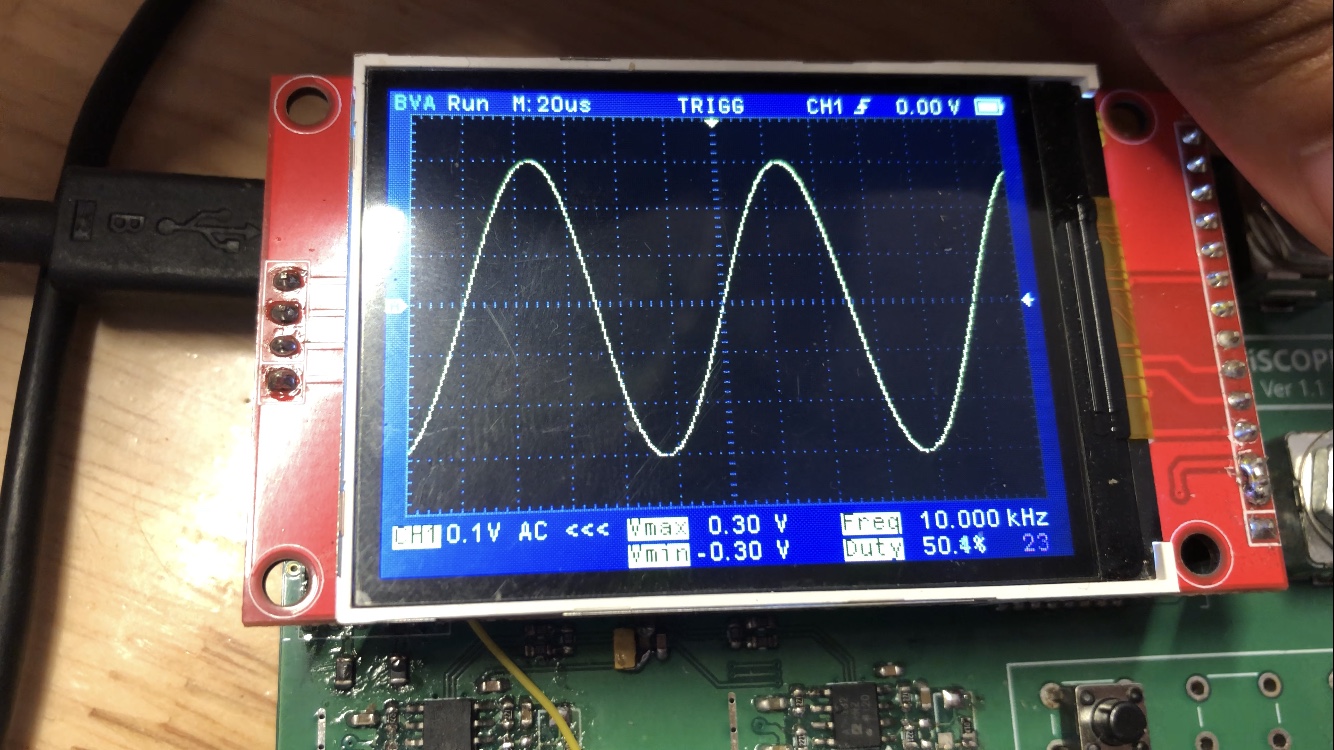 BVA Run M:20us TRIGG CH1 0.00 V
CH1 0.1V AC <<< Vmax 0.30 V Freq 10.000 kHz
Vmin -0.30 V Duty 50.4% 23
B
iSCOP
Ver 1.1